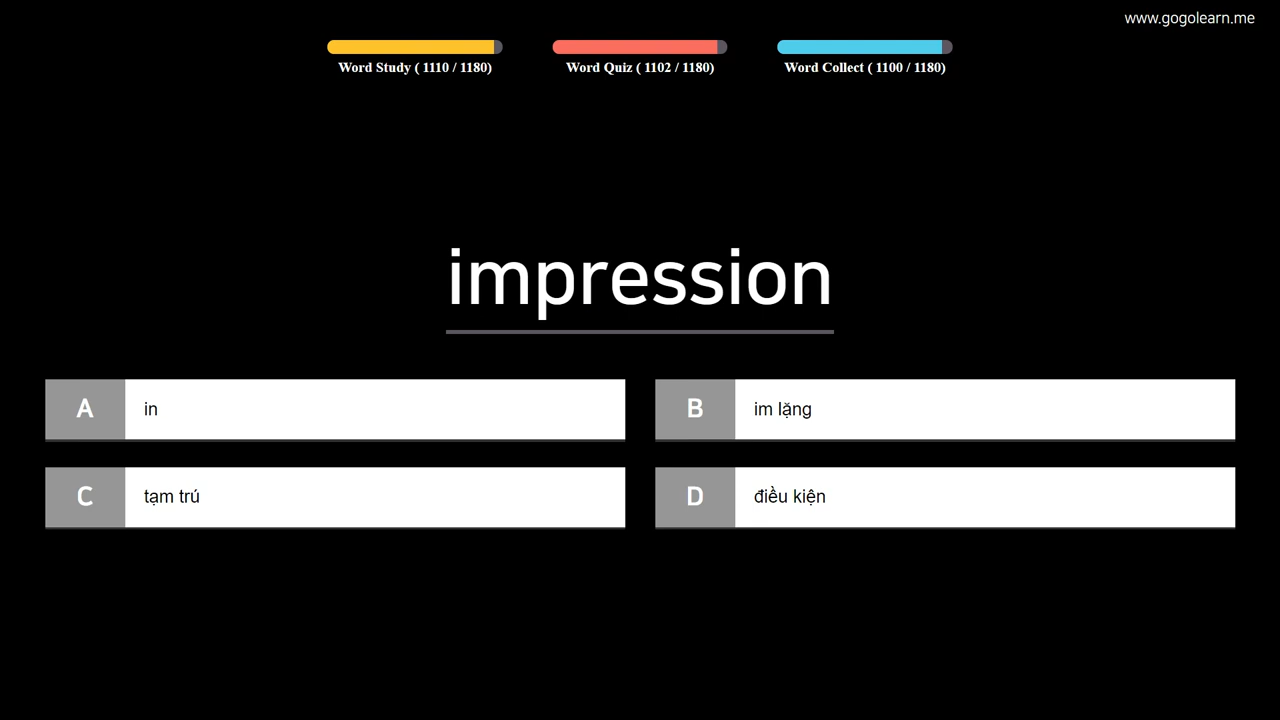 www.gogolearn.me
Word Study ( 1110 / 1180)
Word Quiz ( 1102 / 1180)
Word Collect ( 1100 / 1180)
impression
A in
B im lặng
C tạm trú
D điều kiện